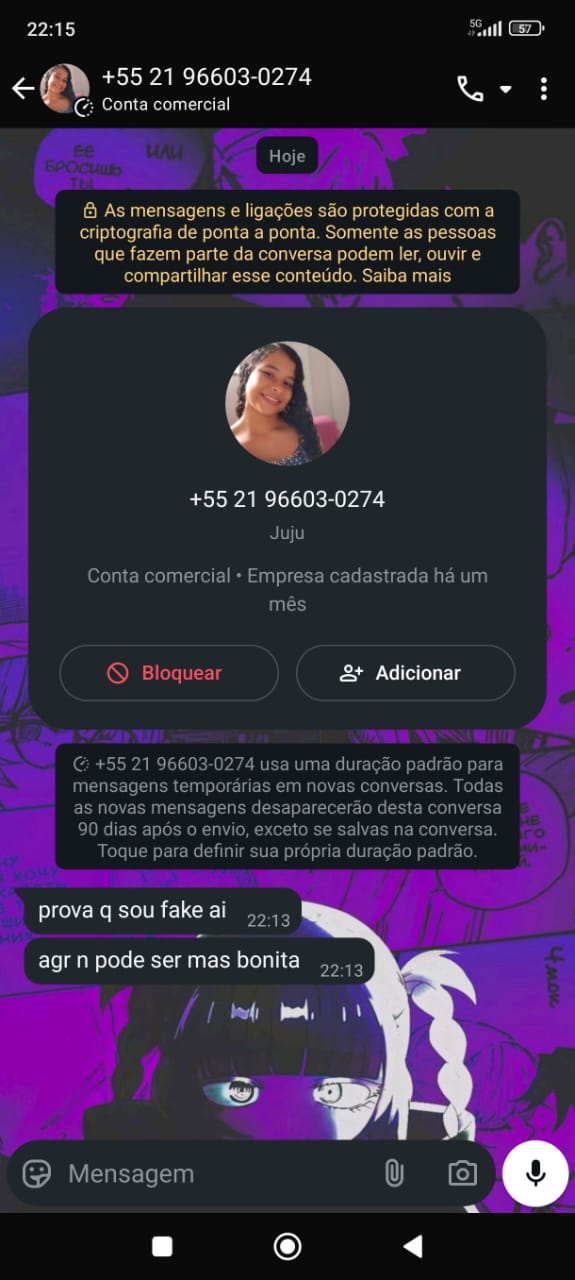 22:15
5G
57
+55 21 96603-0274
Conta comercial
ЕЕ
ИЛИ
БРОСИШЬ
ТЫ
Hoje
As mensagens e ligações são protegidas com a
criptografia de ponta a ponta. Somente as pessoas
que fazem parte da conversa podem ler, ouvir e
compartilhar esse conteúdo. Saiba mais
+55 21 96603-0274
Juju
Conta comercial • Empresa cadastrada há um
mês
Bloquear
Adicionar
+55 21 96603-0274 usa uma duração padrão para
mensagens temporárias em novas conversas. Todas
as novas mensagens desaparecerão desta conversa
90 dias após o envio, exceto se salvas na conversa.
Toque para definir sua própria duração padrão.
prova q sou fake ai
22:13
agr n pode ser mas bonita
22:13
Чмок
Mensagem